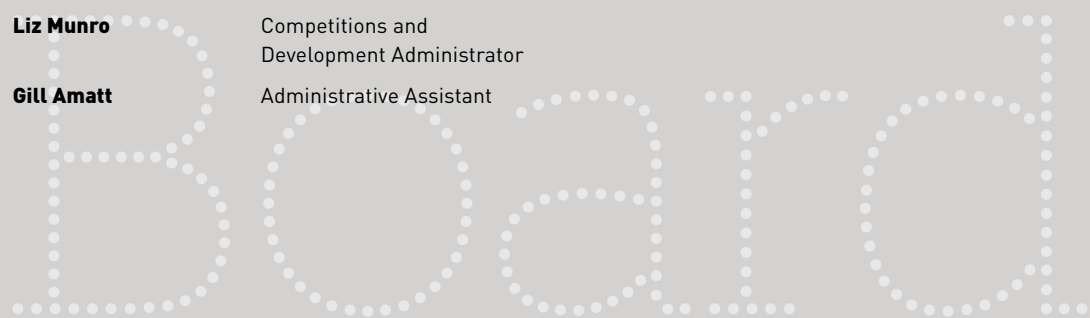 Liz Munro Competitions and
Development Administrator
Gill Amatt Administrative Assistant
Board